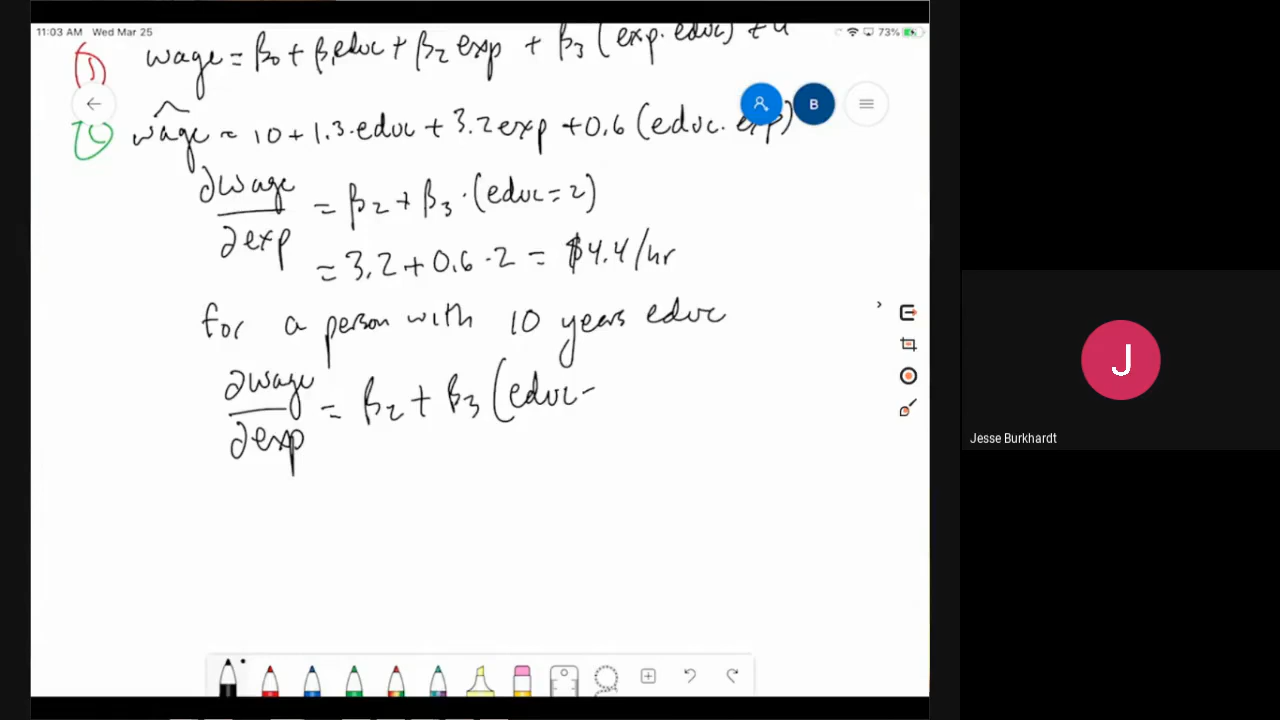 11:03 AM Wed Mar 25
73%
① wage = β₀ + β₁educ + β₂ exp + β₃ (exp. educ) + u
② ŵage = 10 + 1.3·educ + 3.2exp + 0.6 (educ. exp)
B
∂wage/∂exp = β₂ + β₃ · (educ = 2)
= 3.2 + 0.6 · 2 = $4.4/hr
for a person with 10 years educ
∂wage/∂exp = β₂ + β₃ (educ -
J
Jesse Burkhardt